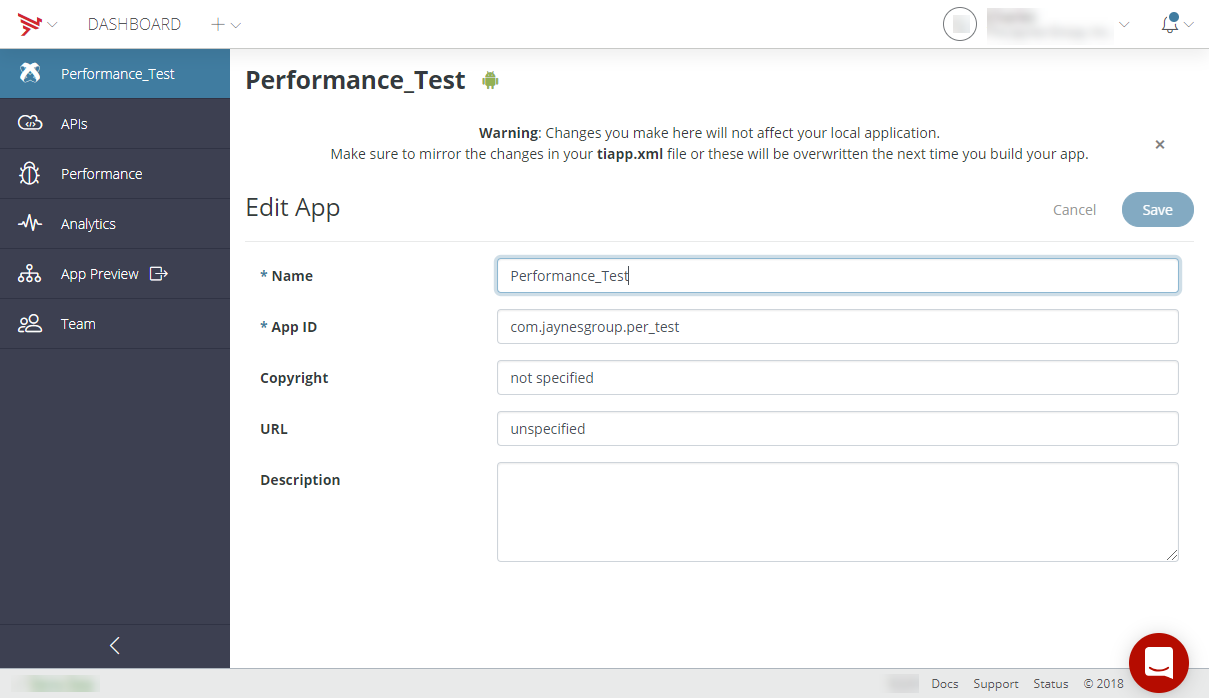 DASHBOARD
Performance_Test
APIs
Performance
Analytics
App Preview
Team
Performance_Test
Warning: Changes you make here will not affect your local application.
Make sure to mirror the changes in your tiapp.xml file or these will be overwritten the next time you build your app.
Edit App
Cancel
Save
* Name
Performance_Test
* App ID
com.jaynesgroup.per_test
Copyright
not specified
URL
unspecified
Description
Docs Support Status © 2018